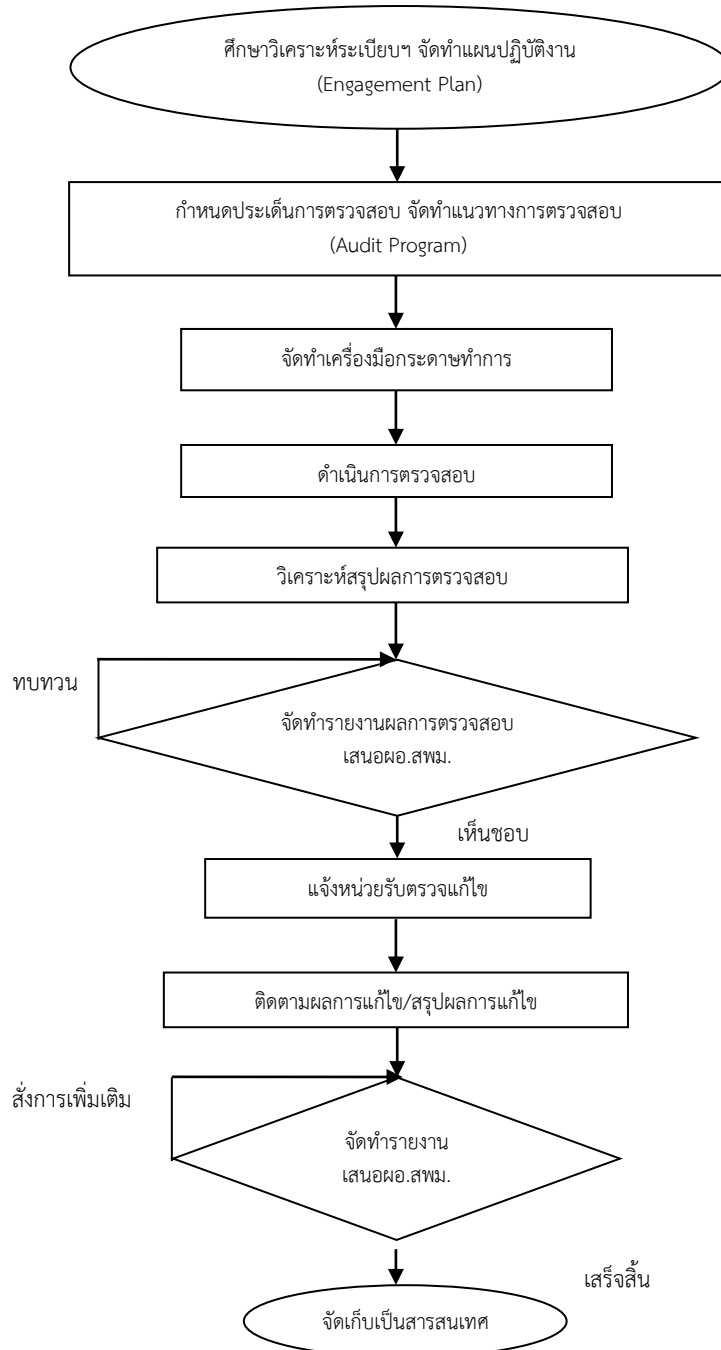 ศึกษาวิเคราะห์ระเบียบฯ จัดทำแผนปฏิบัติงาน
(Engagement Plan)
กำหนดประเด็นการตรวจสอบ จัดทำแนวทางการตรวจสอบ
(Audit Program)
จัดทำเครื่องมือกระดาษทำการ
ดำเนินการตรวจสอบ
วิเคราะห์สรุปผลการตรวจสอบ
ทบทวน
จัดทำรายงานผลการตรวจสอบ
เสนอผอ.สพม.
เห็นชอบ
แจ้งหน่วยรับตรวจแก้ไข
ติดตามผลการแก้ไข/สรุปผลการแก้ไข
สั่งการเพิ่มเติม
จัดทำรายงาน
เสนอผอ.สพม.
เสร็จสิ้น
จัดเก็บเป็นสารสนเทศ